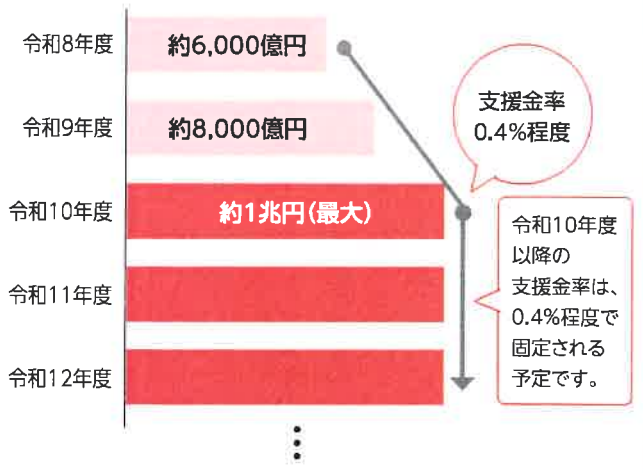 令和8年度
約6,000億円
令和9年度
約8,000億円
支援金率
0.4%程度
令和10年度
約1兆円(最大)
令和10年度
以降の
支援金率は、
0.4%程度で
固定される
予定です。
令和11年度
令和12年度